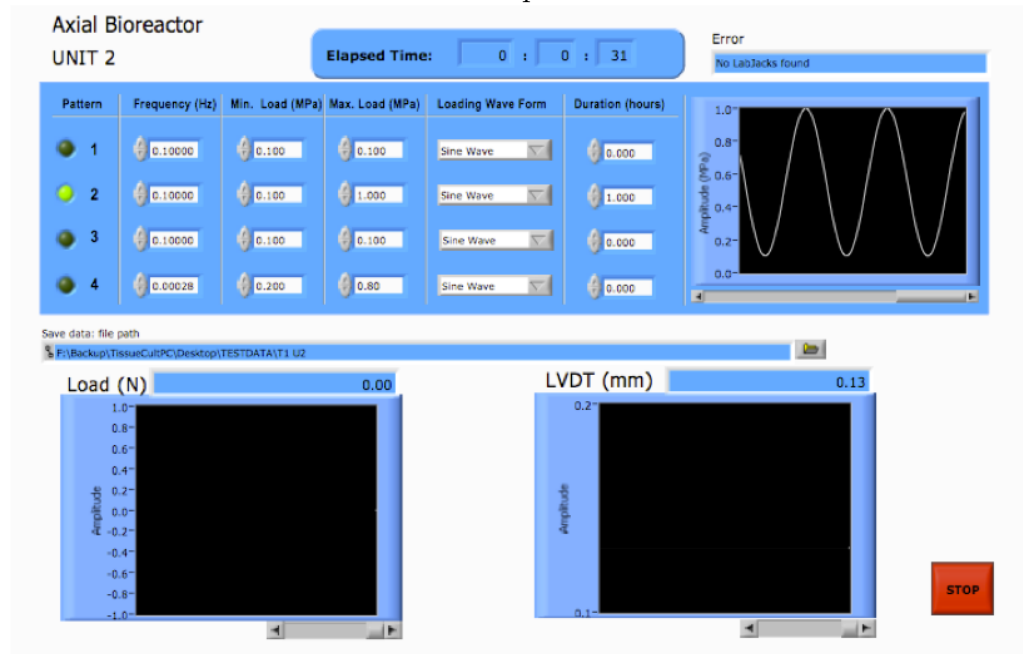 Axial Bioreactor
UNIT 2
Elapsed Time: 0 : 0 : 31
Error
No LabJacks found
Pattern Frequency (Hz) Min. Load (MPa) Max. Load (MPa) Loading Wave Form Duration (hours)
1 0.10000 0.100 0.100 Sine Wave 0.000
2 0.10000 0.100 1.000 Sine Wave 1.000
3 0.10000 0.100 0.100 Sine Wave 0.000
4 0.00028 0.200 0.80 Sine Wave 0.000
Amplitude (MPa)
1.0
0.8
0.6
0.4
0.2
0.0
Save data: file path
F:\Backup\TissueCultPC\Desktop\TESTDATA\T1 U2
Load (N) 0.00
Amplitude
1.0
0.8
0.6
0.4
0.2
0.0
-0.2
-0.4
-0.6
-0.8
-1.0
LVDT (mm) 0.13
Amplitude
0.2
0.1
STOP